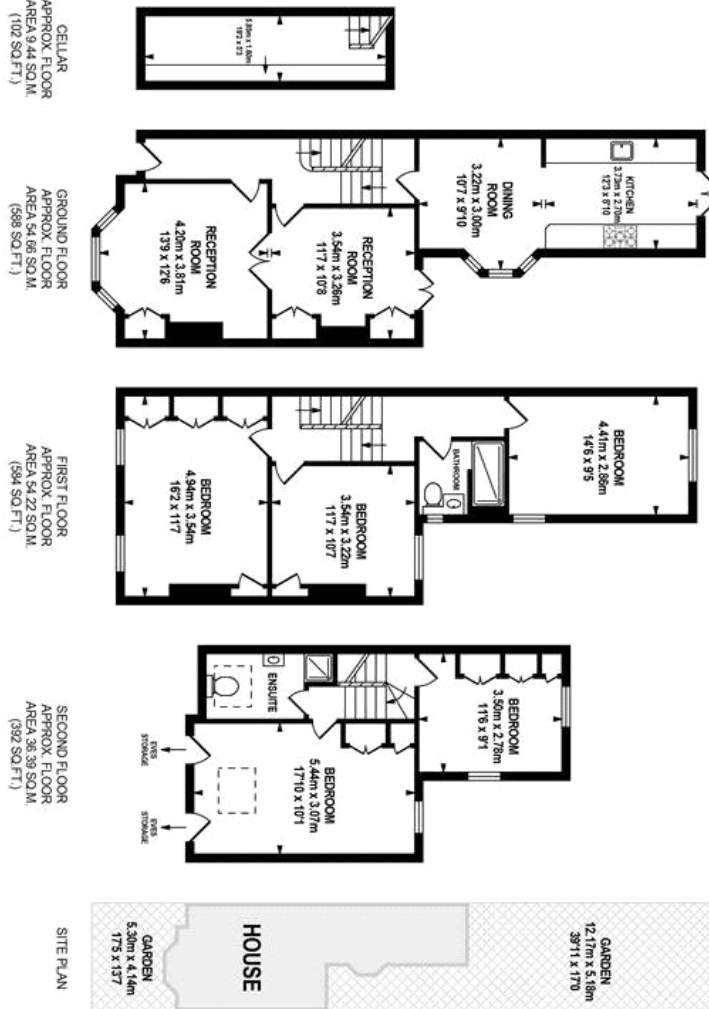 5.85m x 1.60m
19'2 x 5'3
CELLAR
APPROX. FLOOR
AREA 9.44 SQ.M.
(102 SQ.FT.)
KITCHEN
3.73m x 2.70m
12'3 x 8'10
DINING
ROOM
3.22m x 3.00m
10'7 x 9'10
RECEPTION
ROOM
3.54m x 3.26m
11'7 x 10'8
RECEPTION
ROOM
4.20m x 3.81m
13'9 x 12'6
GROUND FLOOR
APPROX. FLOOR
AREA 54.66 SQ.M.
(588 SQ.FT.)
BEDROOM
4.41m x 2.86m
14'6 x 9'5
BATHROOM
BEDROOM
3.54m x 3.22m
11'7 x 10'7
BEDROOM
4.94m x 3.54m
16'2 x 11'7
FIRST FLOOR
APPROX. FLOOR
AREA 54.22 SQ.M.
(584 SQ.FT.)
BEDROOM
3.50m x 2.78m
11'6 x 9'1
ENSUITE
BEDROOM
5.44m x 3.07m
17'10 x 10'1
EVES
STORAGE
EVES
STORAGE
SECOND FLOOR
APPROX. FLOOR
AREA 36.39 SQ.M.
(392 SQ.FT.)
GARDEN
12.17m x 5.18m
39'11 x 17'0
HOUSE
GARDEN
5.30m x 4.14m
17'5 x 13'7
SITE PLAN